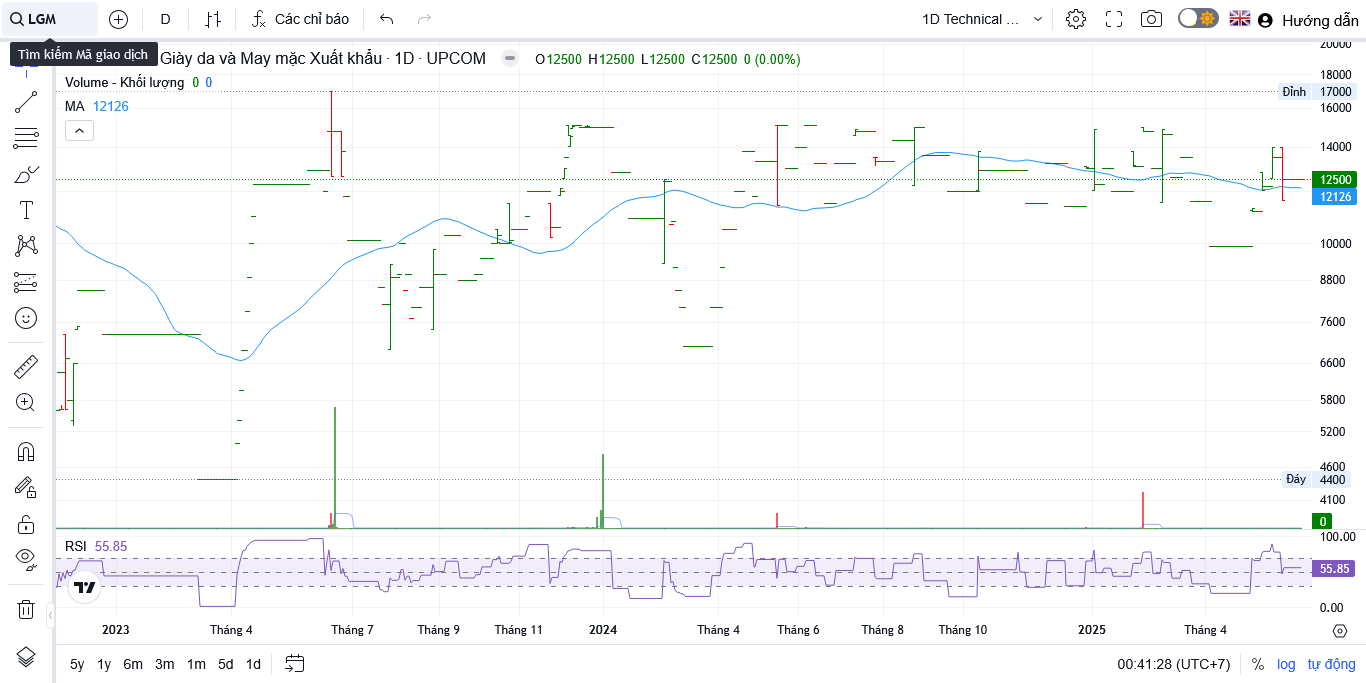 LGM
D
Các chỉ báo
1D Technical ...
Hướng dẫn
Tìm kiếm Mã giao dịch
Giày da và May mặc Xuất khẩu · 1D · UPCOM
O12500 H12500 L12500 C12500 0 (0.00%)
Volume - Khối lượng 0 0
MA 12126
20000
18000
Đỉnh 17000
16000
14000
12500
12126
10000
8800
7600
6600
5800
5200
4600
Đáy 4400
4100
0
RSI 55.85
100.00
55.85
0.00
2023 Tháng 4 Tháng 7 Tháng 9 Tháng 11 2024 Tháng 4 Tháng 6 Tháng 8 Tháng 10 2025 Tháng 4
5y 1y 6m 3m 1m 5d 1d
00:41:28 (UTC+7) % log tự động